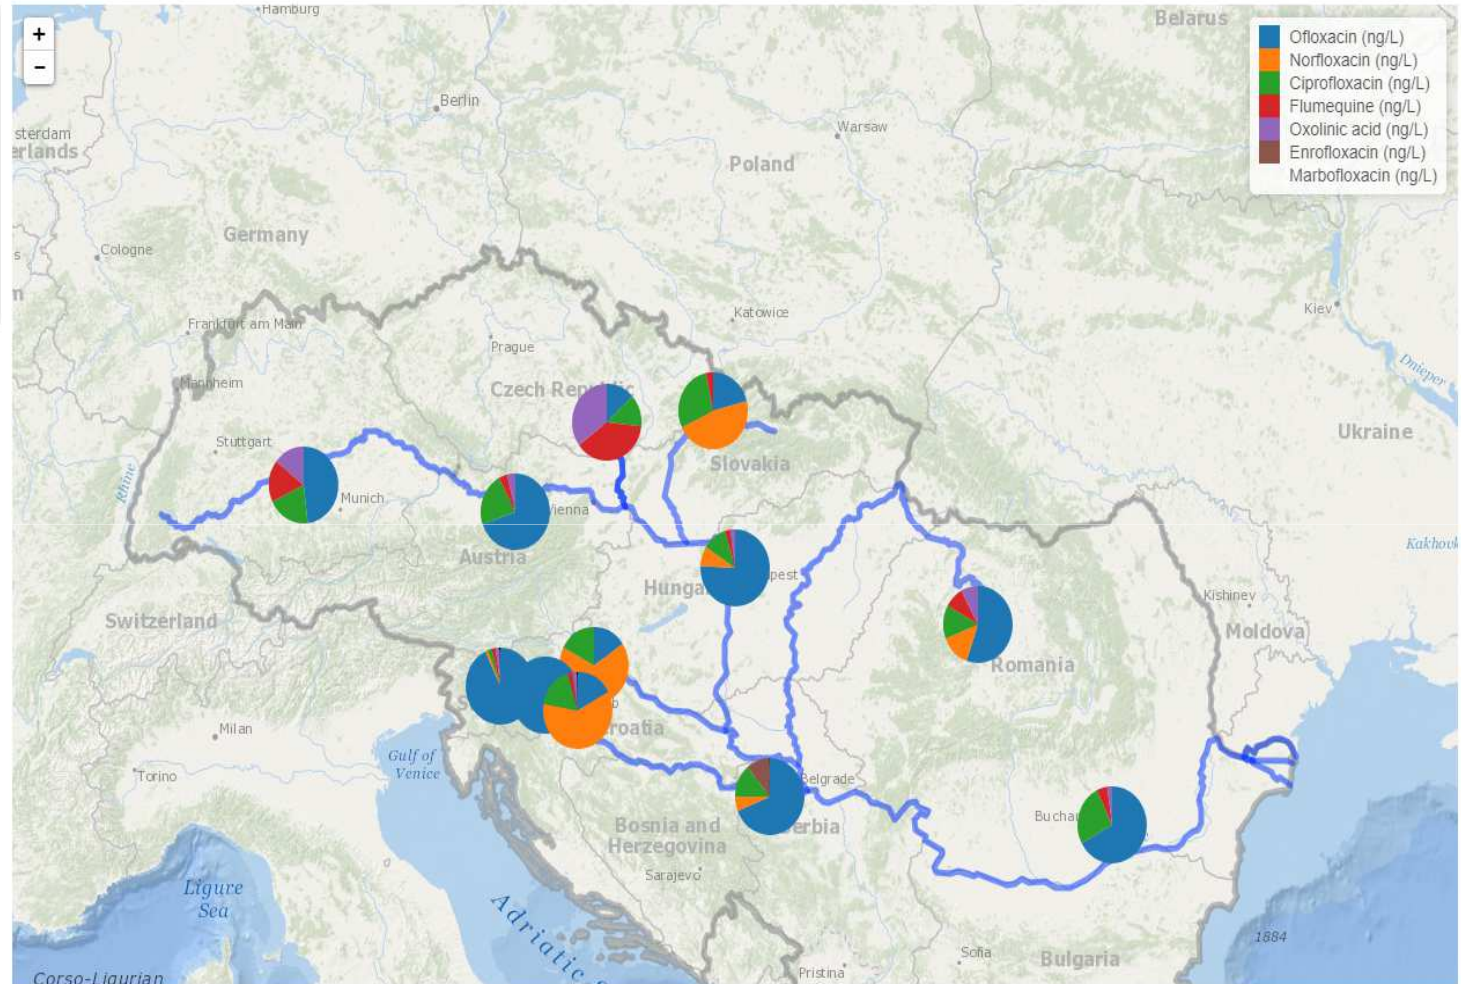 +
−
Hamburg
Belarus
Ofloxacin (ng/L)
Norfloxacin (ng/L)
Ciprofloxacin (ng/L)
Flumequine (ng/L)
Oxolinic acid (ng/L)
Enrofloxacin (ng/L)
Marbofloxacin (ng/L)
Berlin
sterdam
erlands
Warsaw
Poland
Germany
Cologne
s
n
Kiev
Katowice
Frankfurt am Main
Prague
Dnieper
Mannheim
Czech Republic
Ukraine
Stuttgart
Slovakia
Rhine
Munich
Vienna
Austria
Kakhovk
Hunga
pest
Kishinev
Switzerland
Moldova
Romania
S
o
roatia
Milan
Gulf of
Venice
Torino
Belgrade
Buchar
erbia
Bosnia and
Herzegovina
Sarajevo
Ligure
Sea
Adriatic
1884
Sofia
Bulgaria
Pristina
Corso-Ligurian